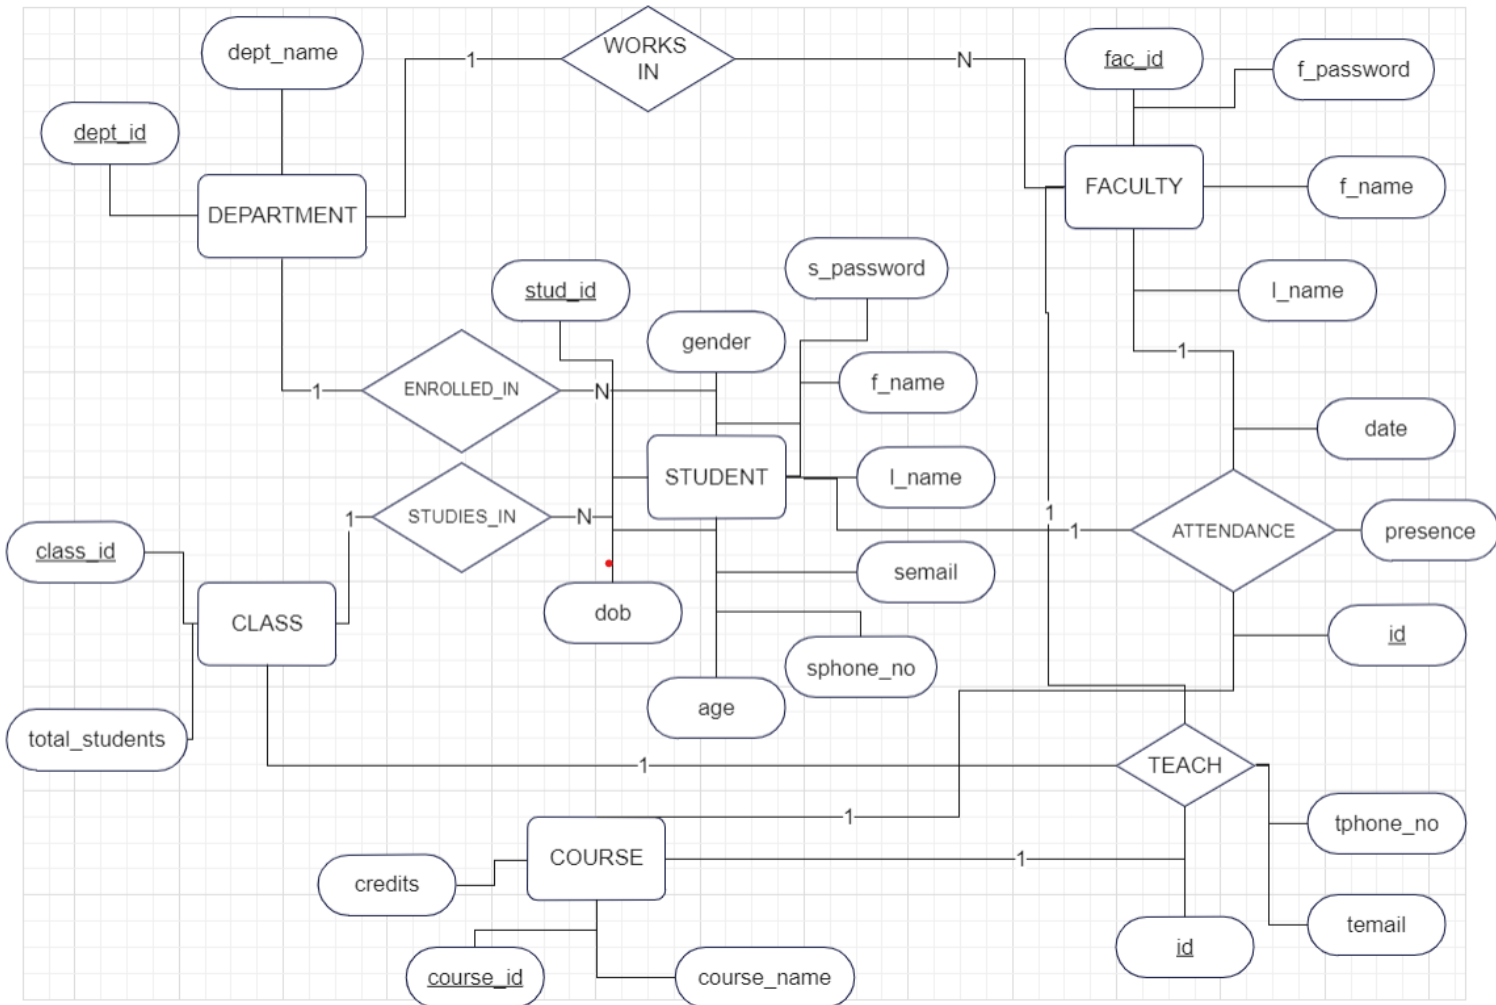 dept_name
1
WORKS
IN
N
fac_id
f_password
dept_id
DEPARTMENT
FACULTY
f_name
stud_id
s_password
l_name
gender
1
1
ENROLLED_IN
N
f_name
date
STUDENT
l_name
1
STUDIES_IN
N
1
1
ATTENDANCE
presence
class_id
semail
CLASS
dob
id
sphone_no
age
total_students
1
TEACH
1
tphone_no
COURSE
1
credits
temail
id
course_id
course_name